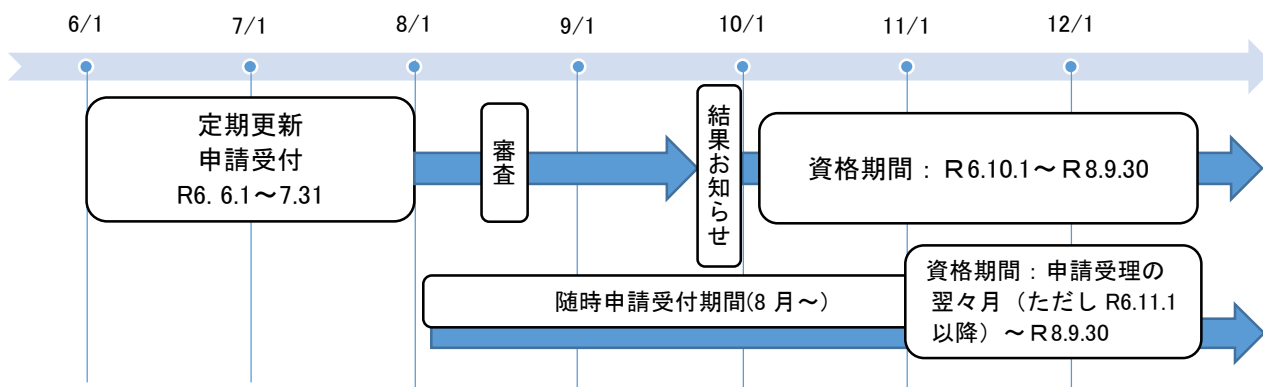 6/1
7/1
8/1
9/1
10/1
11/1
12/1
定期更新
申請受付
R6. 6.1～7.31
審査
結果お知らせ
資格期間：Ｒ6.10.1～Ｒ8.9.30
随時申請受付期間(8 月～)
資格期間：申請受理の
翌々月（ただし R6.11.1
以降）～Ｒ8.9.30